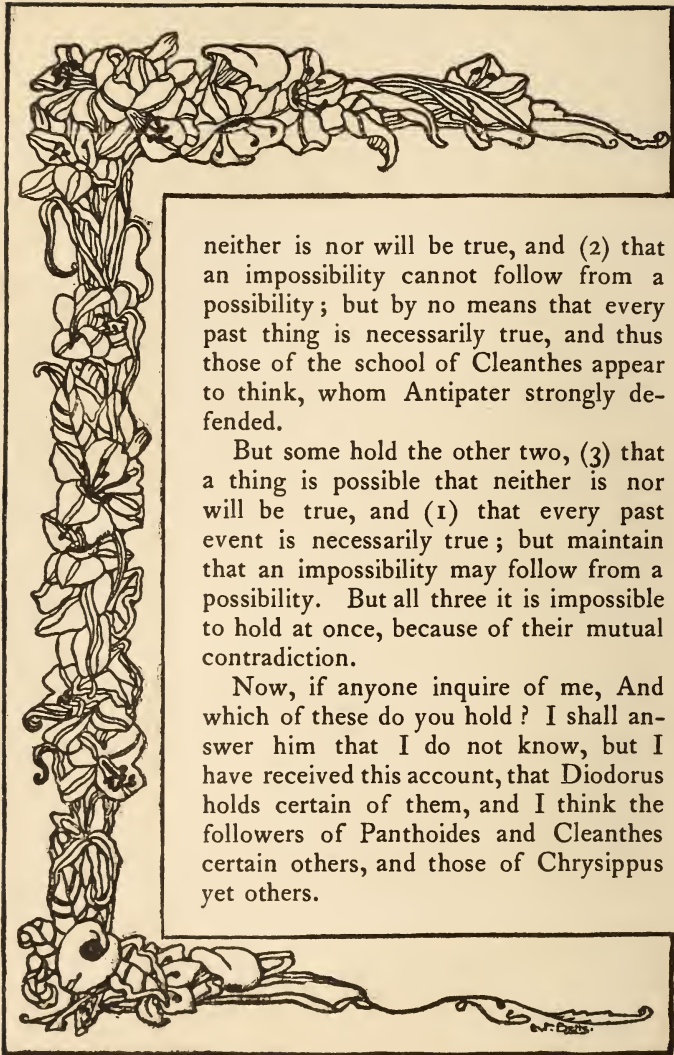 neither is nor will be true, and (2) that
an impossibility cannot follow from a
possibility; but by no means that every
past thing is necessarily true, and thus
those of the school of Cleanthes appear
to think, whom Antipater strongly de-
fended.
But some hold the other two, (3) that
a thing is possible that neither is nor
will be true, and (1) that every past
event is necessarily true; but maintain
that an impossibility may follow from a
possibility. But all three it is impossible
to hold at once, because of their mutual
contradiction.
Now, if anyone inquire of me, And
which of these do you hold? I shall an-
swer him that I do not know, but I
have received this account, that Diodorus
holds certain of them, and I think the
followers of Panthoides and Cleanthes
certain others, and those of Chrysippus
yet others.